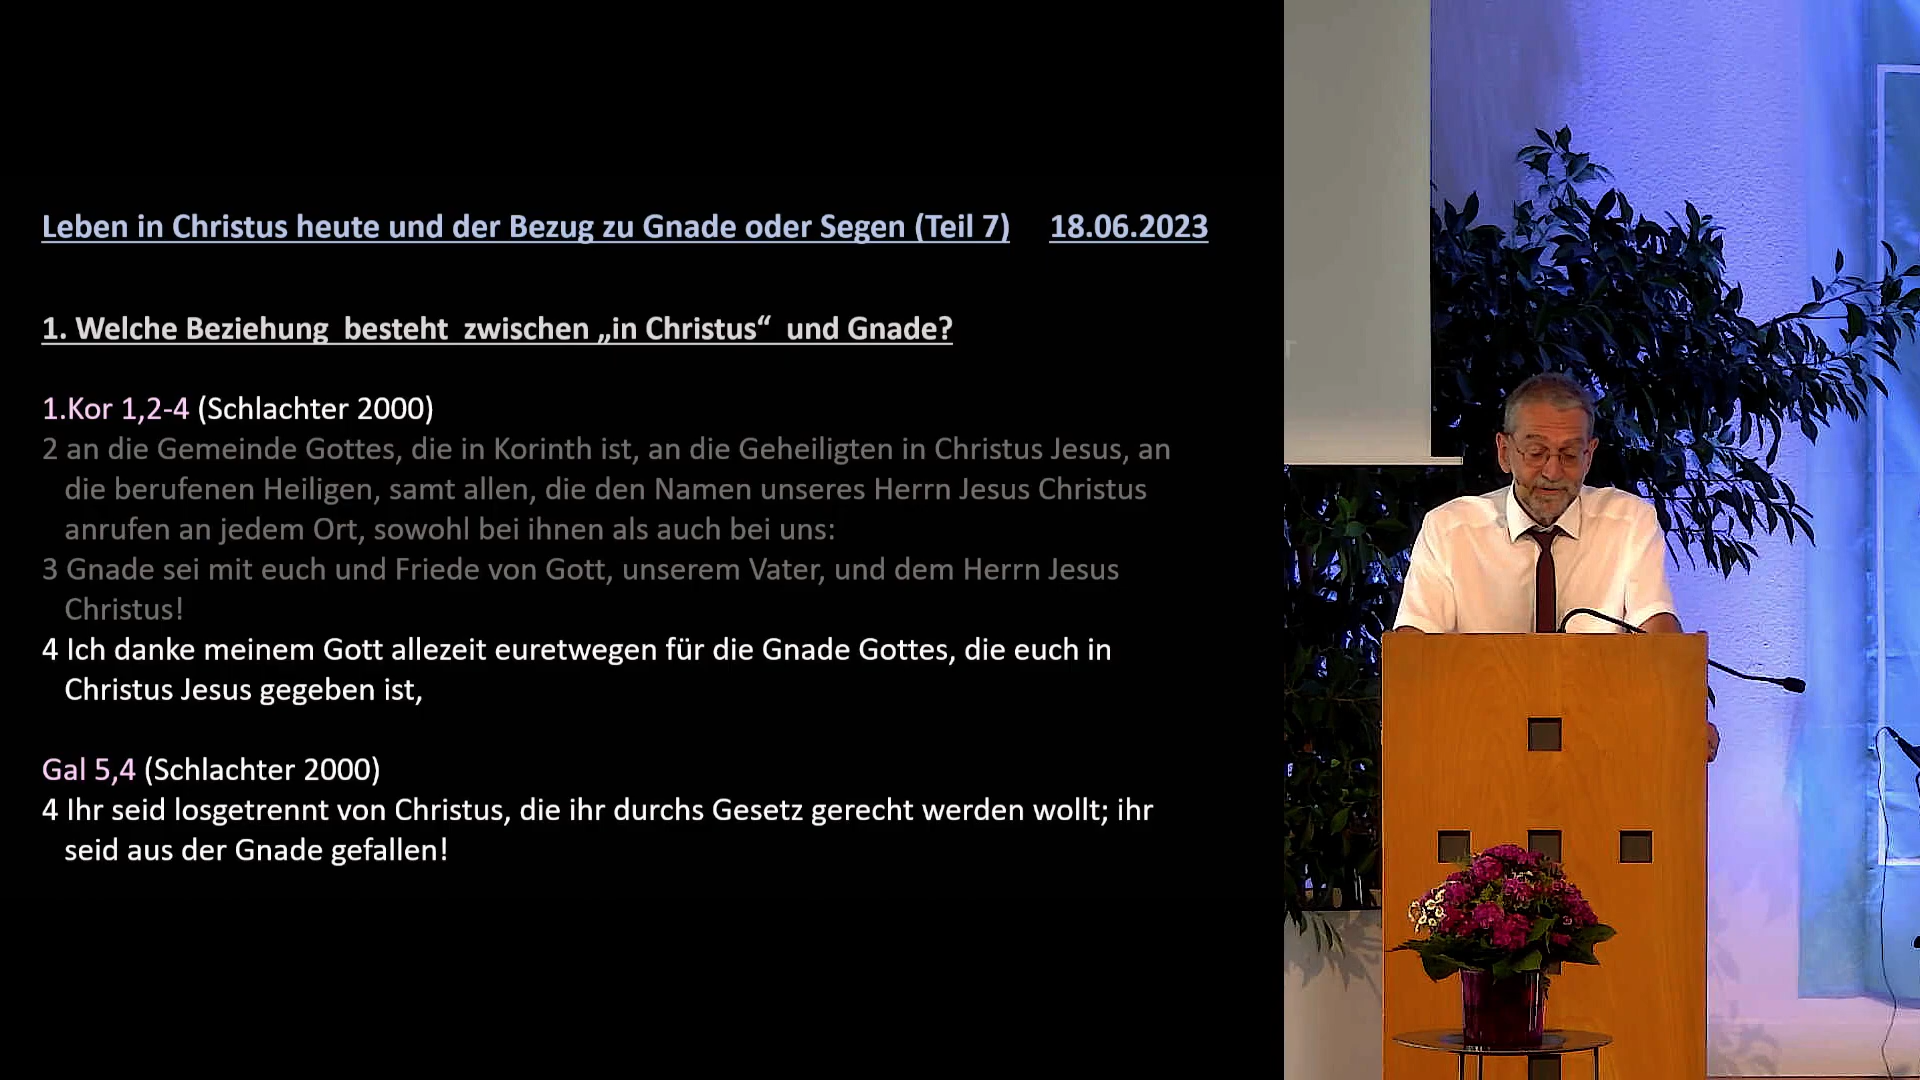 Leben in Christus heute und der Bezug zu Gnade oder Segen (Teil 7) 18.06.2023
1. Welche Beziehung besteht zwischen „in Christus“ und Gnade?
1.Kor 1,2-4 (Schlachter 2000)
2 an die Gemeinde Gottes, die in Korinth ist, an die Geheiligten in Christus Jesus, an
die berufenen Heiligen, samt allen, die den Namen unseres Herrn Jesus Christus
anrufen an jedem Ort, sowohl bei ihnen als auch bei uns:
3 Gnade sei mit euch und Friede von Gott, unserem Vater, und dem Herrn Jesus
Christus!
4 Ich danke meinem Gott allezeit euretwegen für die Gnade Gottes, die euch in
Christus Jesus gegeben ist,
Gal 5,4 (Schlachter 2000)
4 Ihr seid losgetrennt von Christus, die ihr durchs Gesetz gerecht werden wollt; ihr
seid aus der Gnade gefallen!